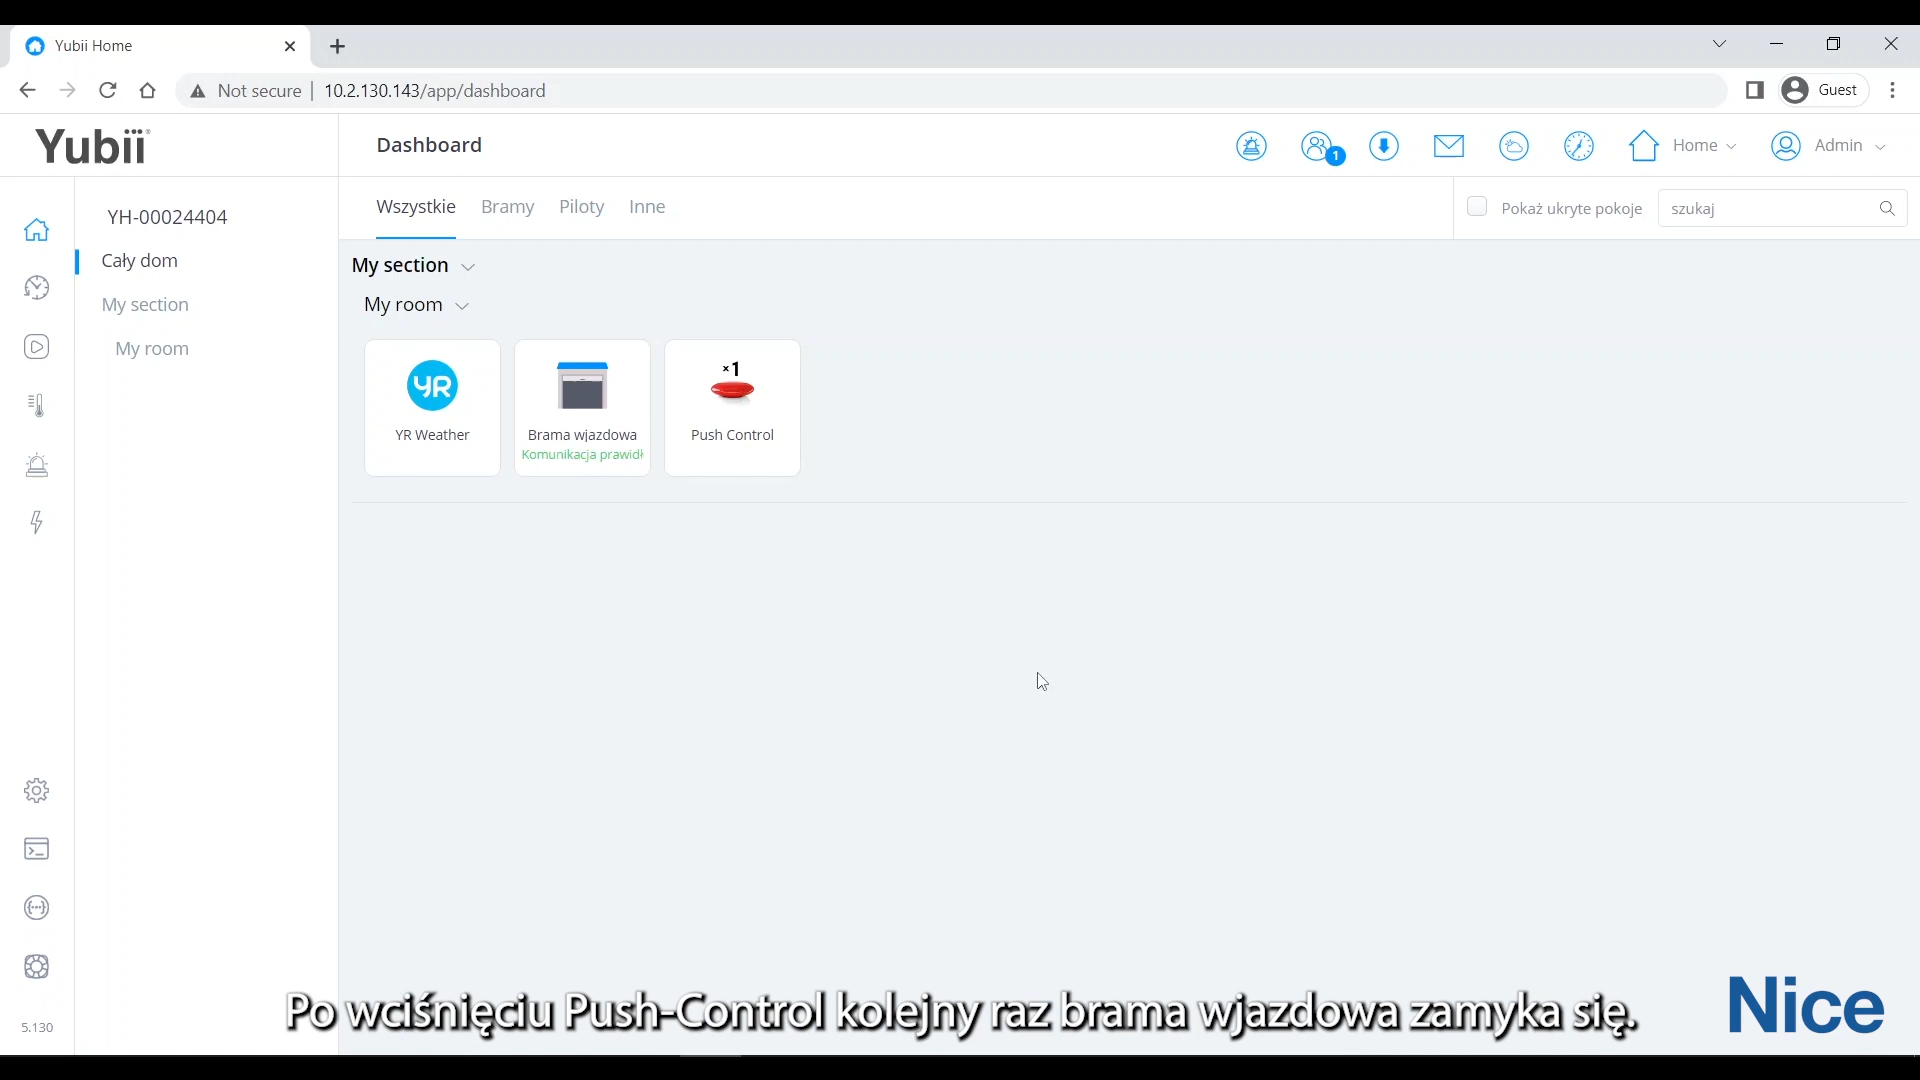 Yubii Home
Not secure
10.2.130.143/app/dashboard
Guest
Yubii
Dashboard
1
Home
Admin
YH-00024404
Cały dom
My section
My room
5.130
Wszystkie
Bramy
Piloty
Inne
Pokaż ukryte pokoje
szukaj
My section
My room
YR
YR Weather
Brama wjazdowa
Komunikacja prawidł
×1
Push Control
Po wciśnięciu Push-Control kolejny raz brama wjazdowa zamyka się.
Nice